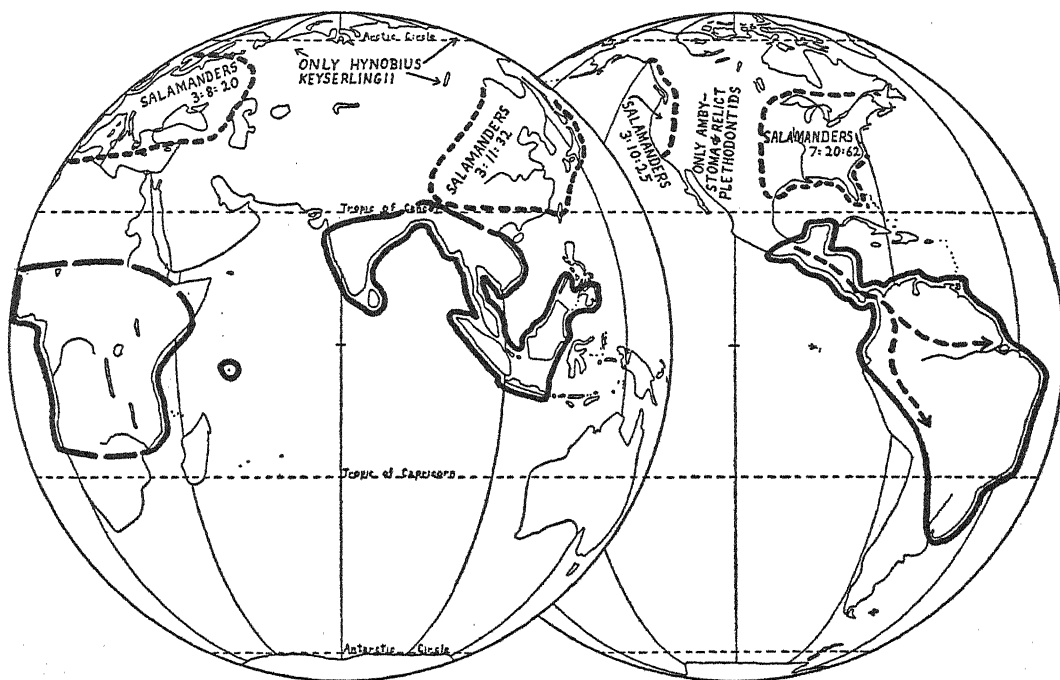 Arctic Circle
ONLY HYNOBIUS
KEYSERLINGII
SALAMANDERS
3:8:20
SALAMANDERS
3:11:32
SALAMANDERS
3:10:25
ONLY AMBY-
STOMA & RELICT
PLETHODONTIDS
SALAMANDERS
7:20:62
Tropic of Cancer
Tropic of Capricorn
Antarctic Circle